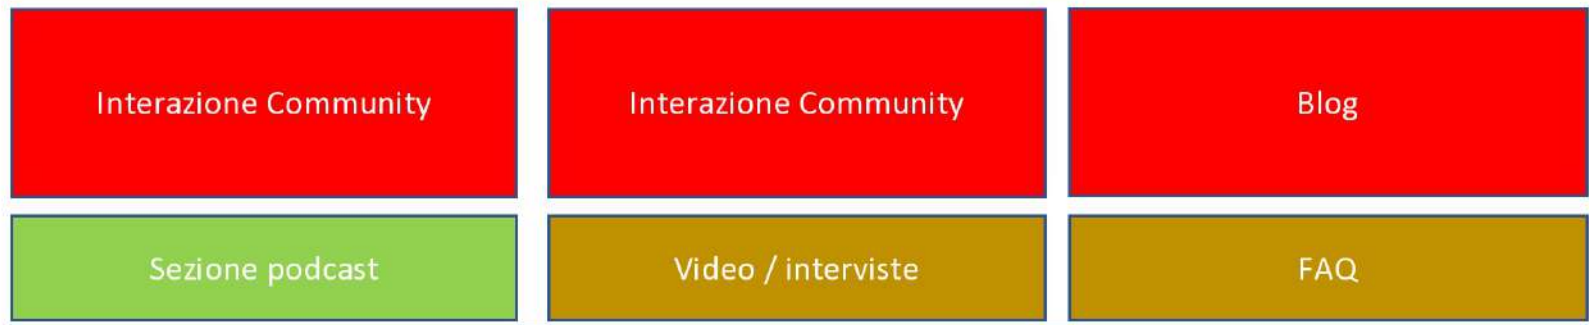 Interazione Community
Interazione Community
Blog
Sezione podcast
Video / interviste
FAQ